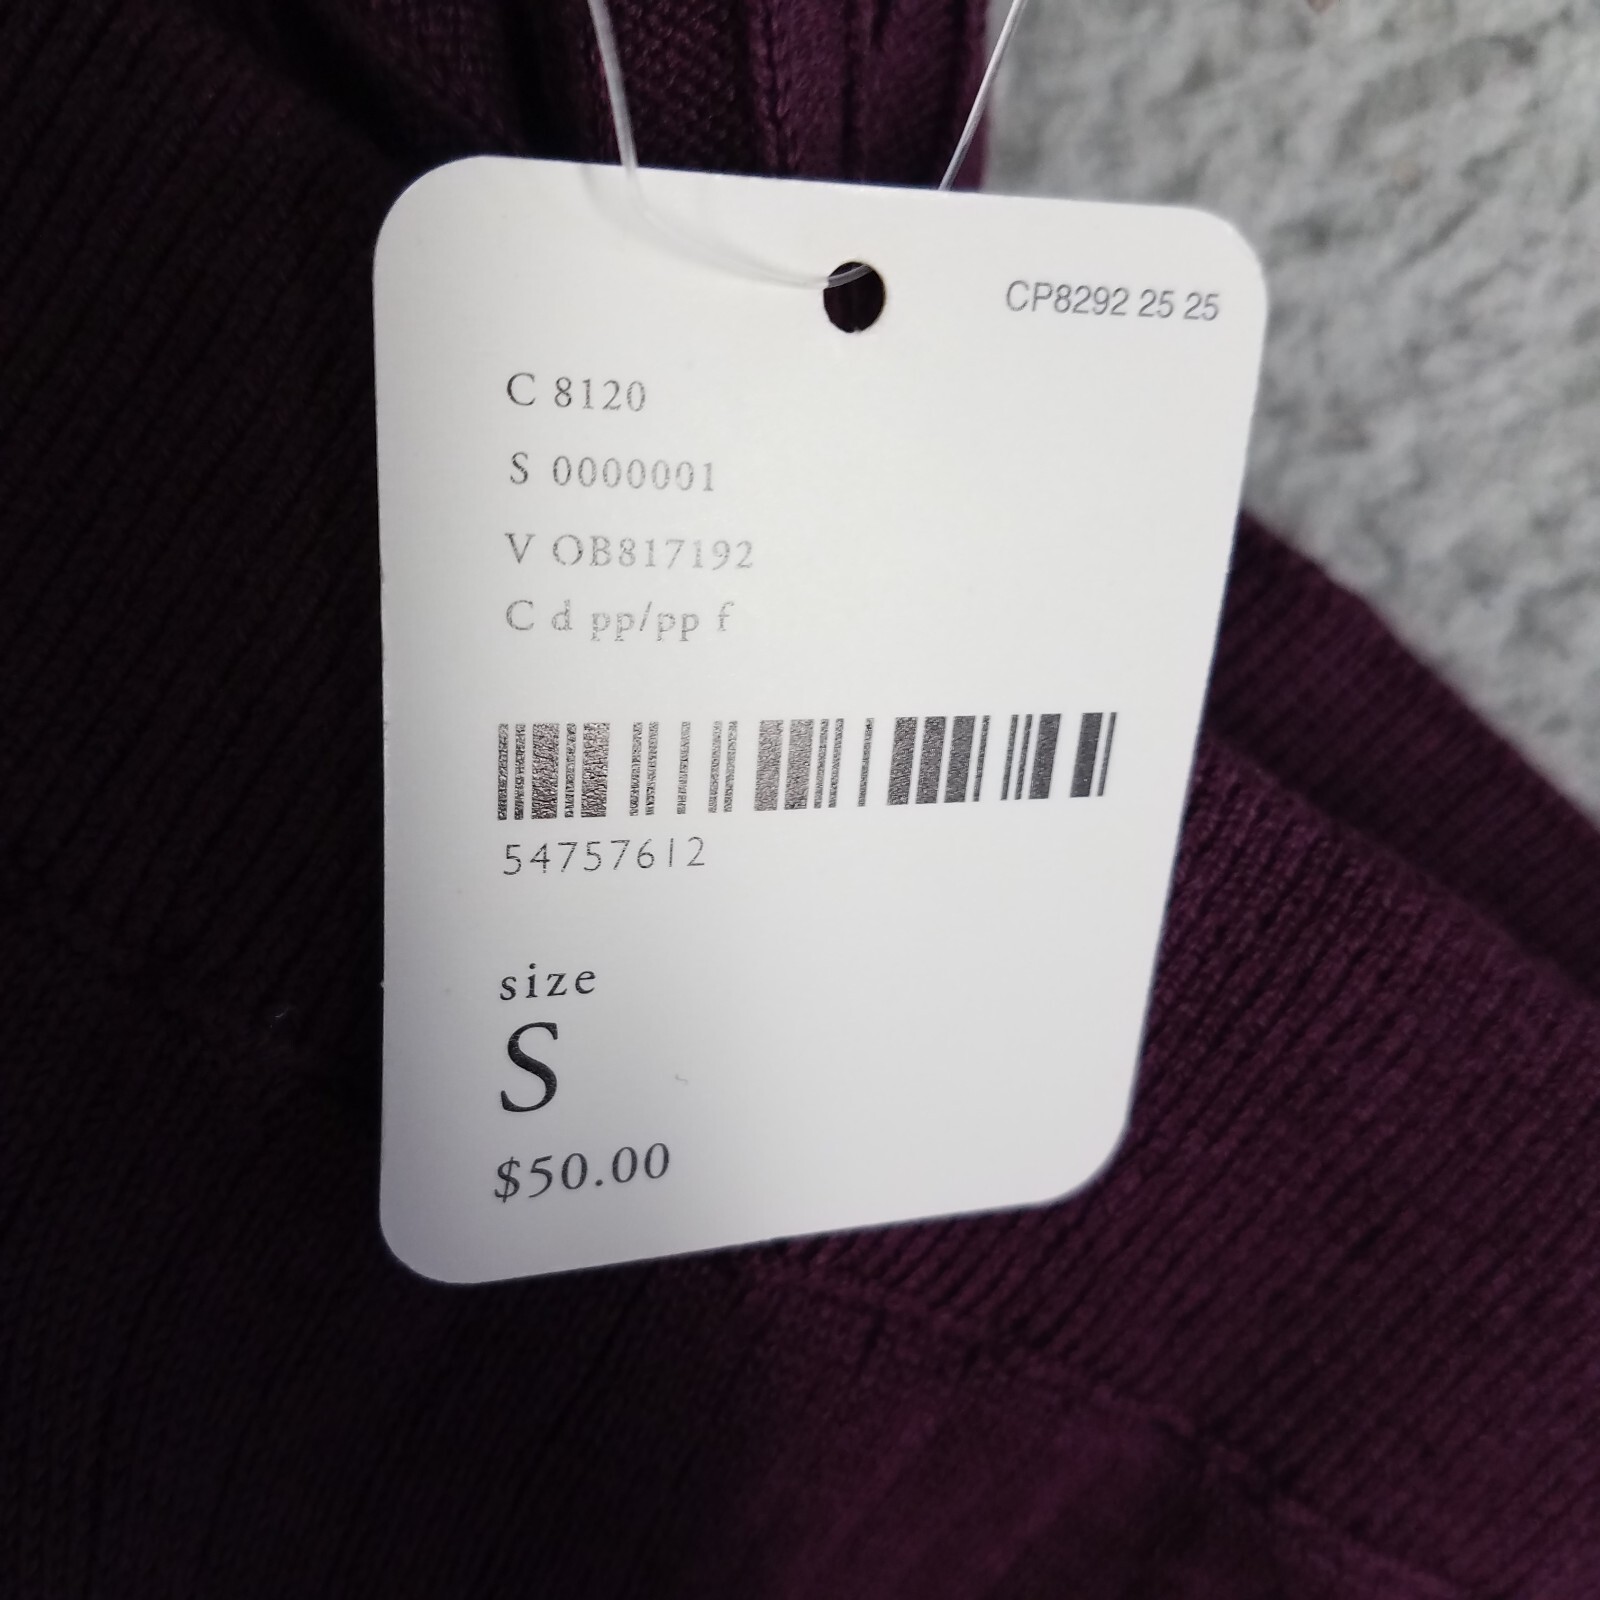 CP8292 25 25
C 8120
S 0000001
V OB817192
C d pp/pp f
54757612
size
S
$50.00